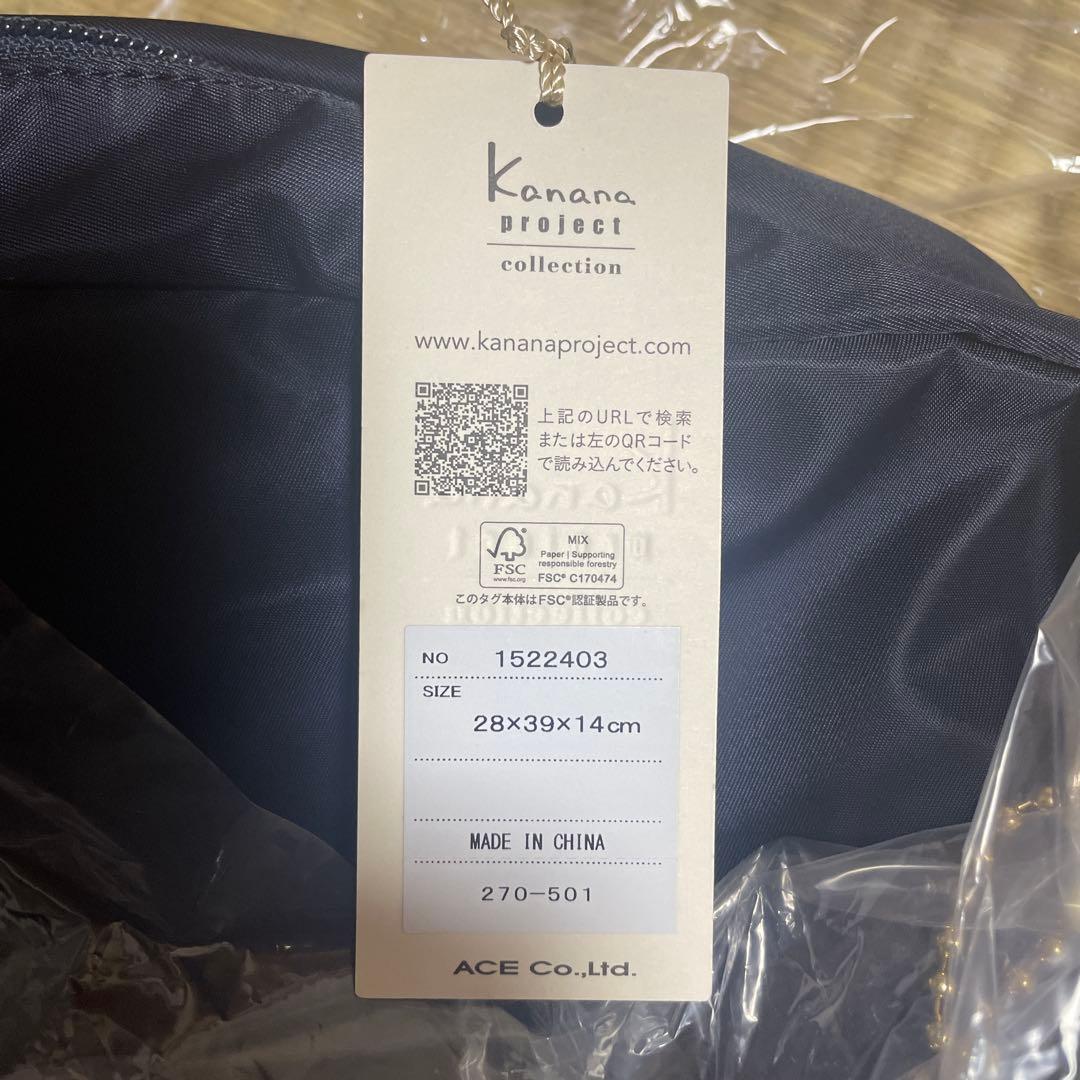 Kanana
project
collection
www.kananaproject.com
上記のURLで検索
または左のQRコード
で読み込んでください。
FSC
www.fsc.org
MIX
Paper | Supporting
responsible forestry
FSC® C170474
このタグ本体はFSC®認証製品です。
NO 1522403
SIZE
28×39×14cm
MADE IN CHINA
270-501
ACE Co.,Ltd.